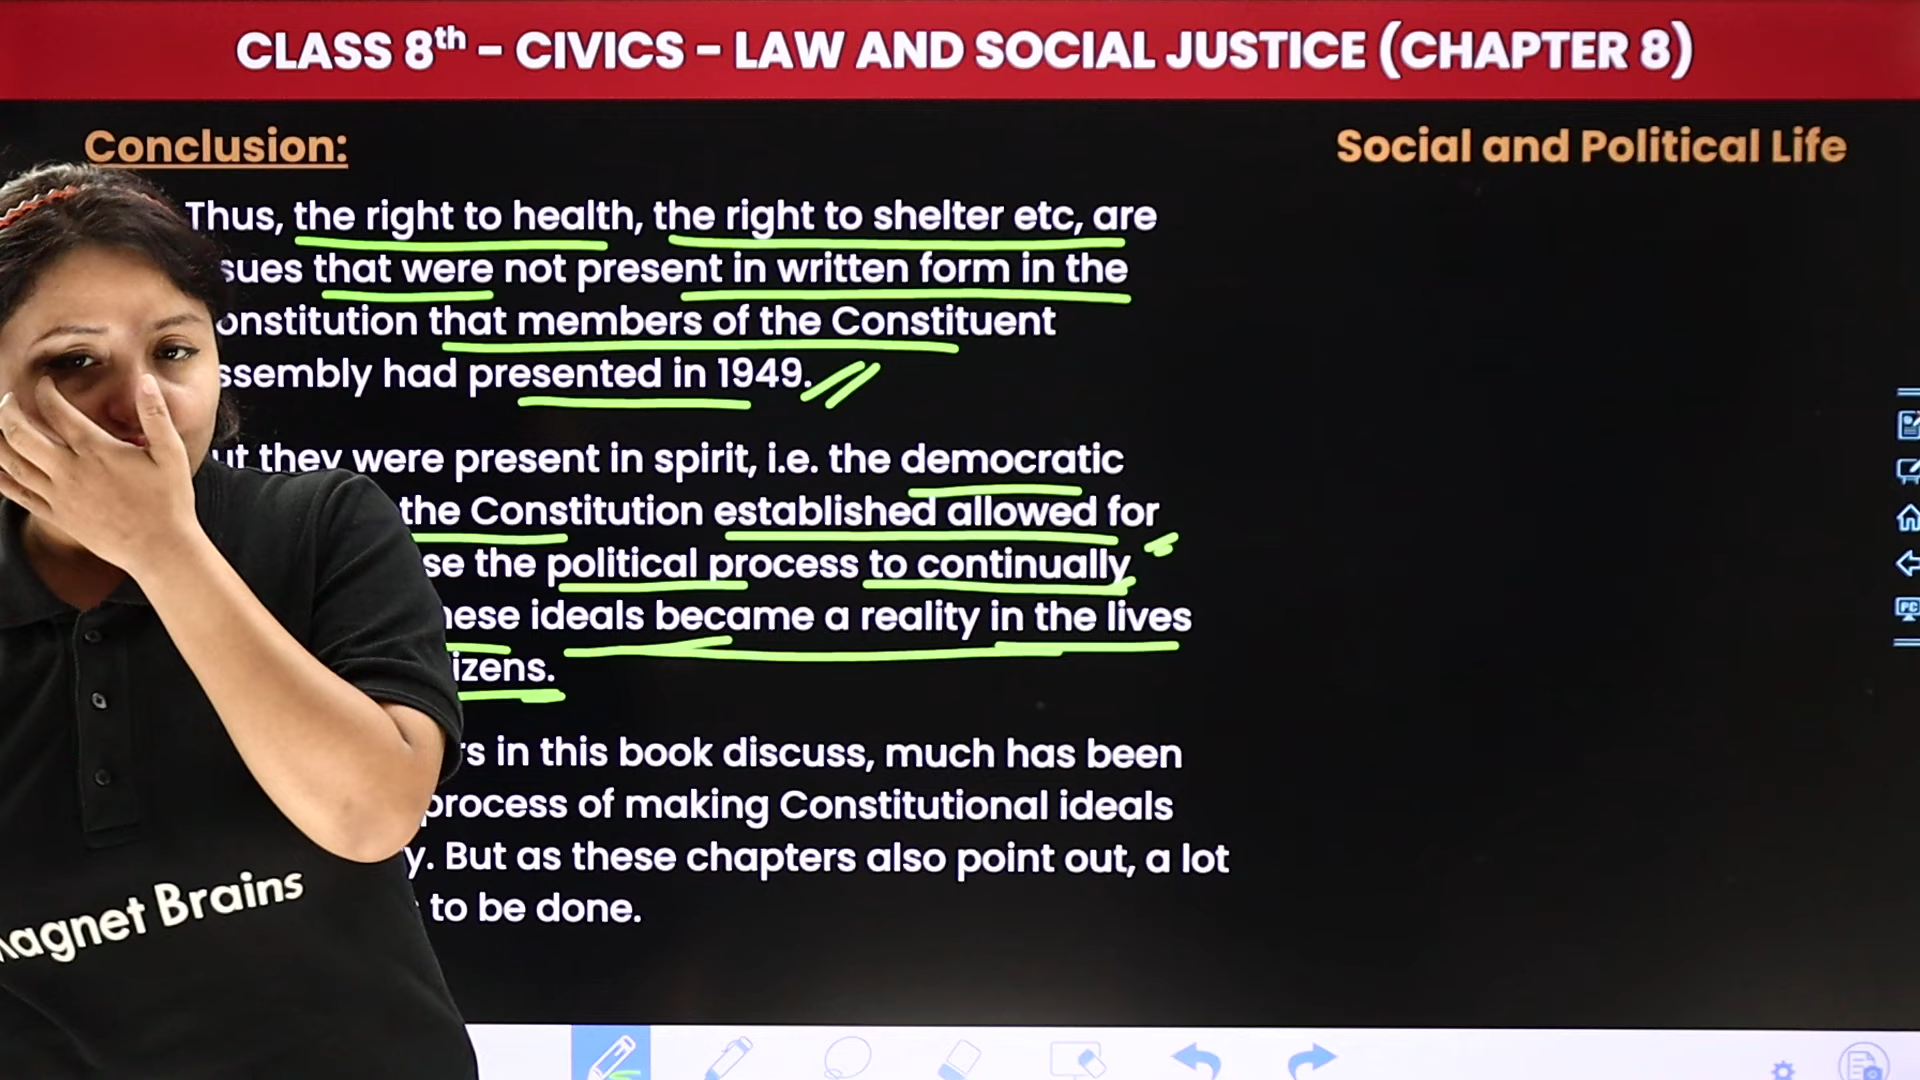 CLASS 8th - CIVICS - LAW AND SOCIAL JUSTICE (CHAPTER 8)
Conclusion:
Social and Political Life
Thus, the right to health, the right to shelter etc, are
sues that were not present in written form in the
onstitution that members of the Constituent
ssembly had presented in 1949.
ut they were present in spirit, i.e. the democratic
the Constitution established allowed for
se the political process to continually
hese ideals became a reality in the lives
izens.
rs in this book discuss, much has been
process of making Constitutional ideals
y. But as these chapters also point out, a lot
to be done.
agnet Brains
PC